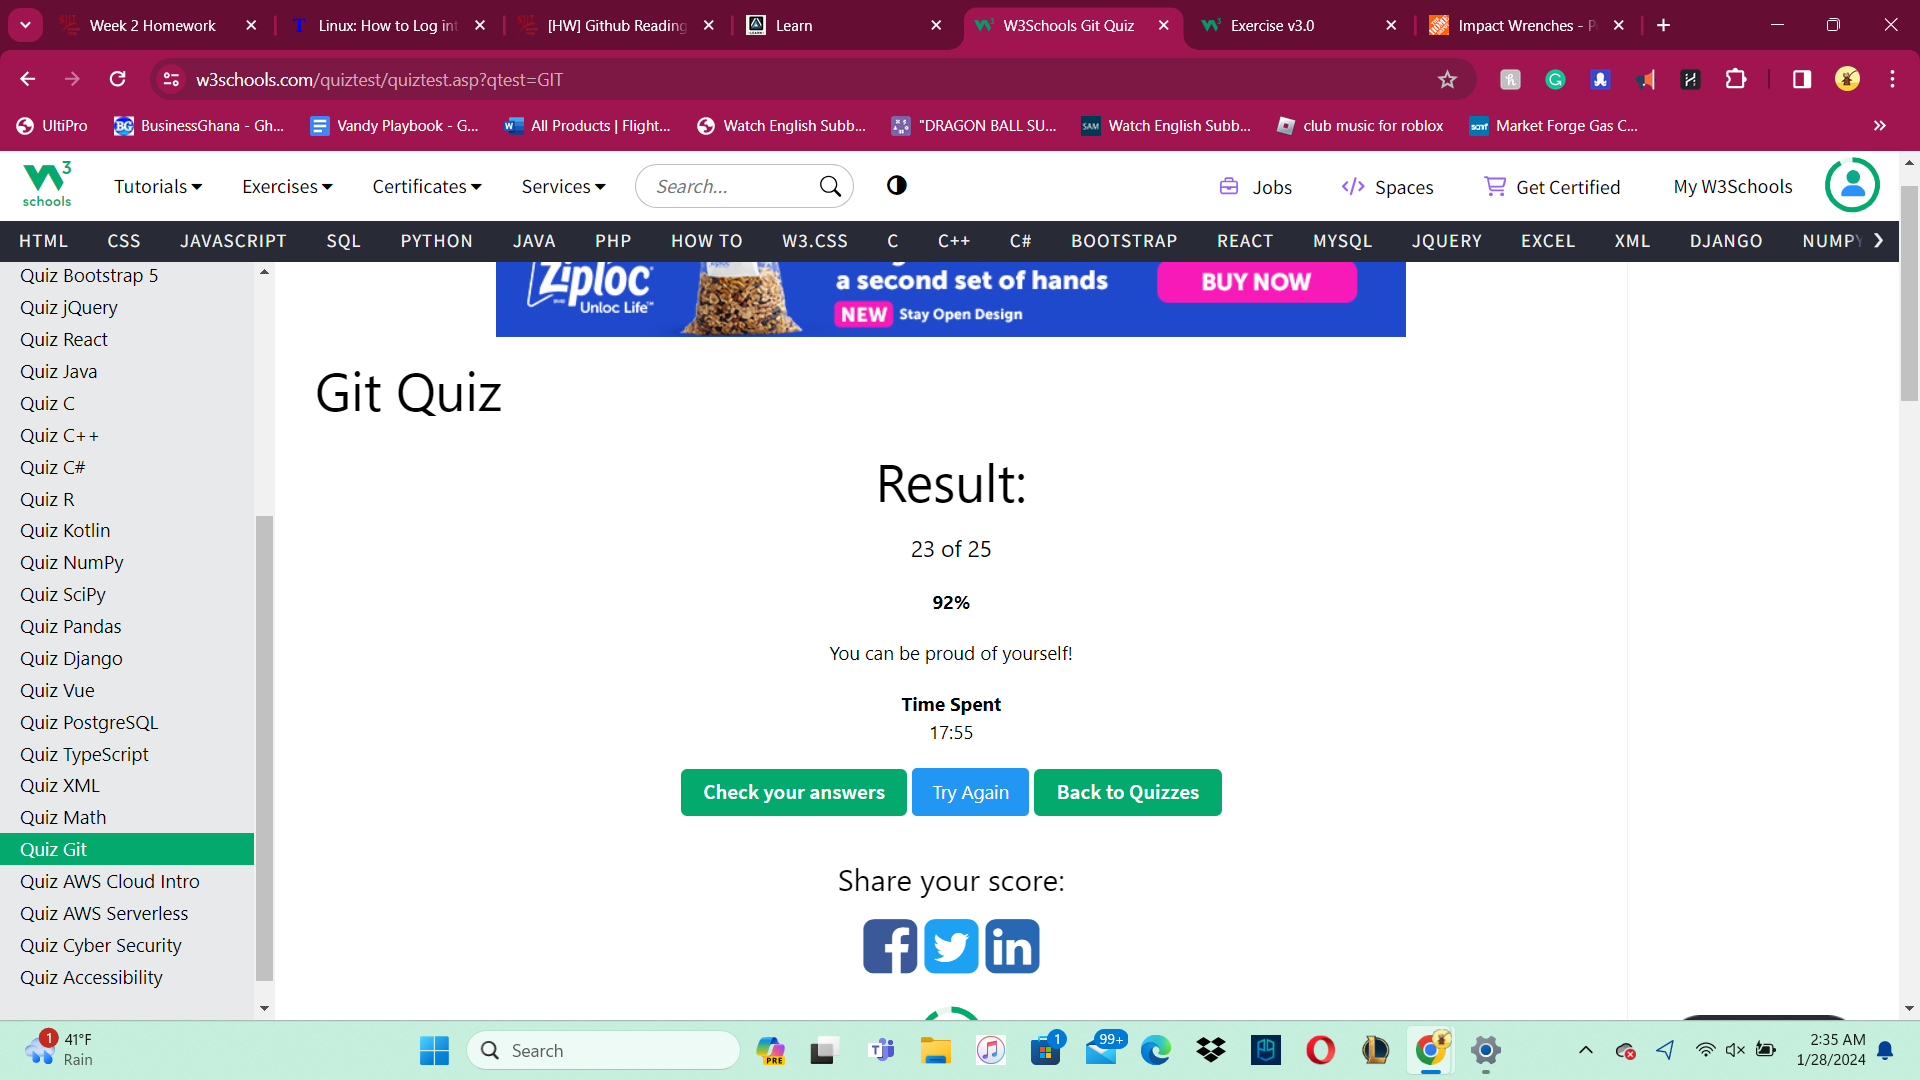 Week 2 Homework
Linux: How to Log int
[HW] Github Reading
Learn
W3Schools Git Quiz
Exercise v3.0
Impact Wrenches - P
w3schools.com/quiztest/quiztest.asp?qtest=GIT
UltiPro
BusinessGhana - Gh...
Vandy Playbook - G...
All Products | Flight...
Watch English Subb...
"DRAGON BALL SU...
SAM
Watch English Subb...
club music for roblox
Market Forge Gas C...
3
schools
Tutorials
Exercises
Certificates
Services
Search...
Jobs
Spaces
Get Certified
My W3Schools
HTML CSS JAVASCRIPT SQL PYTHON JAVA PHP HOW TO W3.CSS C C++ C# BOOTSTRAP REACT MYSQL JQUERY EXCEL XML DJANGO NUMPY
Quiz Bootstrap 5
Quiz jQuery
Quiz React
Quiz Java
Quiz C
Quiz C++
Quiz C#
Quiz R
Quiz Kotlin
Quiz NumPy
Quiz SciPy
Quiz Pandas
Quiz Django
Quiz Vue
Quiz PostgreSQL
Quiz TypeScript
Quiz XML
Quiz Math
Quiz Git
Quiz AWS Cloud Intro
Quiz AWS Serverless
Quiz Cyber Security
Quiz Accessibility
Ziploc
Unloc Life™
a second set of hands
NEW Stay Open Design
BUY NOW
Git Quiz
Result:
23 of 25
92%
You can be proud of yourself!
Time Spent
17:55
Check your answers
Try Again
Back to Quizzes
Share your score:
1
41°F
Rain
Search
PRE
1
99+
2:35 AM
1/28/2024